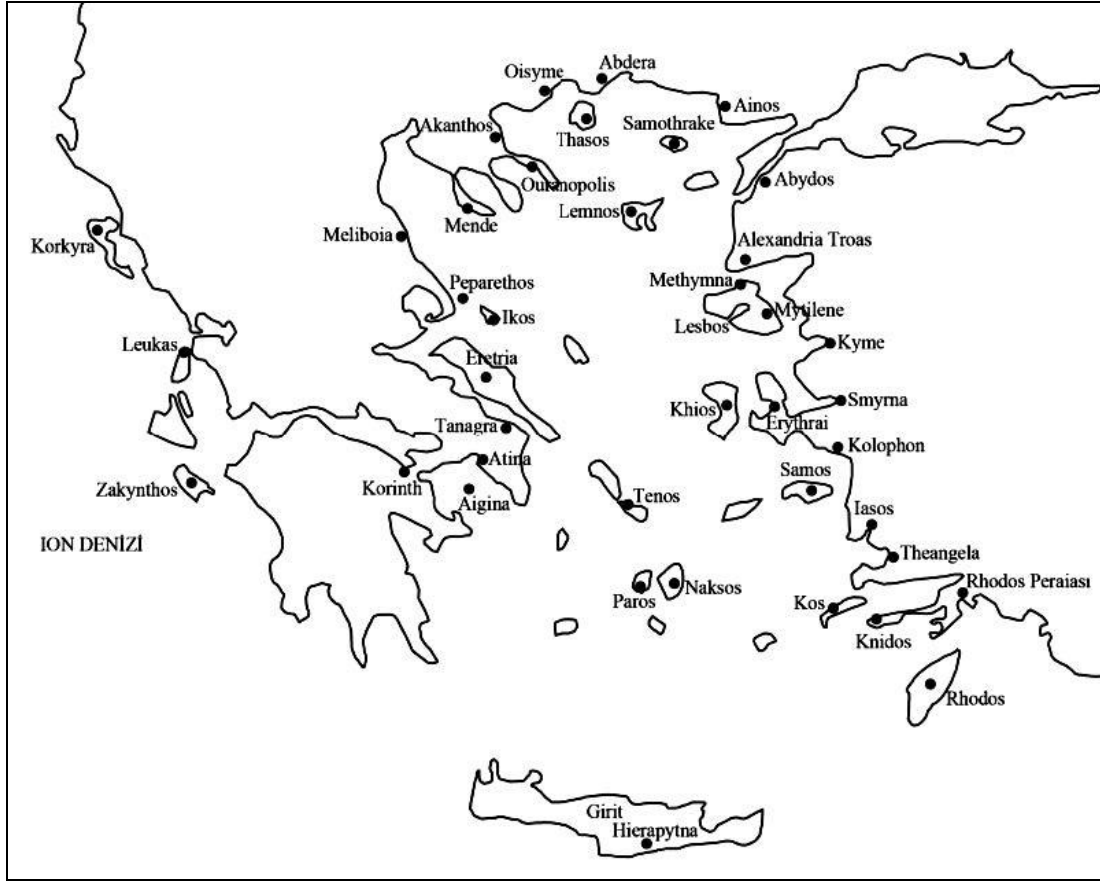 Abdera
Oisyme
Ainos
Akanthos
Thasos
Samothrake
Ouranopolis
Abydos
Lemnos
Mende
Meliboia
Korkyra
Alexandria Troas
Methymna
Peparethos
Mytilene
Ikos
Lesbos
Leukas
Kyme
Eretria
Smyrna
Khios
Erythrai
Tanagra
Kolophon
Atina
Samos
Korinth
Zakynthos
Aigina
Tenos
Iasos
ION DENİZİ
Theangela
Rhodos Peraiası
Naksos
Paros
Kos
Knidos
Rhodos
Girit
Hierapytna